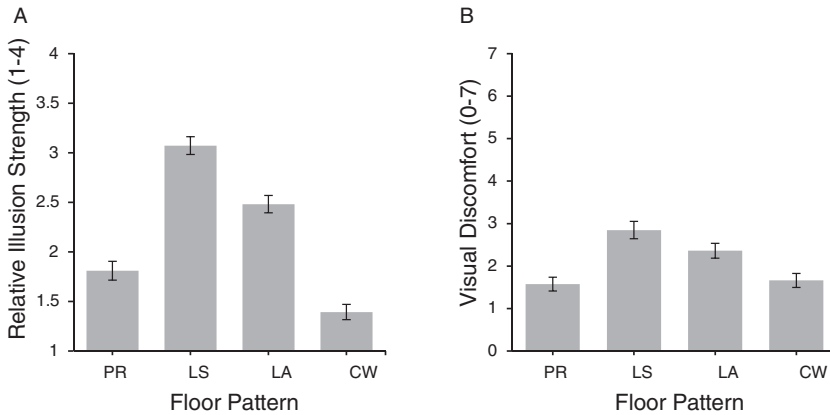 A
Relative Illusion Strength (1-4)
4
3.5
3
2.5
2
1.5
1
PR LS LA CW
Floor Pattern
B
Visual Discomfort (0-7)
7
6
5
4
3
2
1
0
PR LS LA CW
Floor Pattern